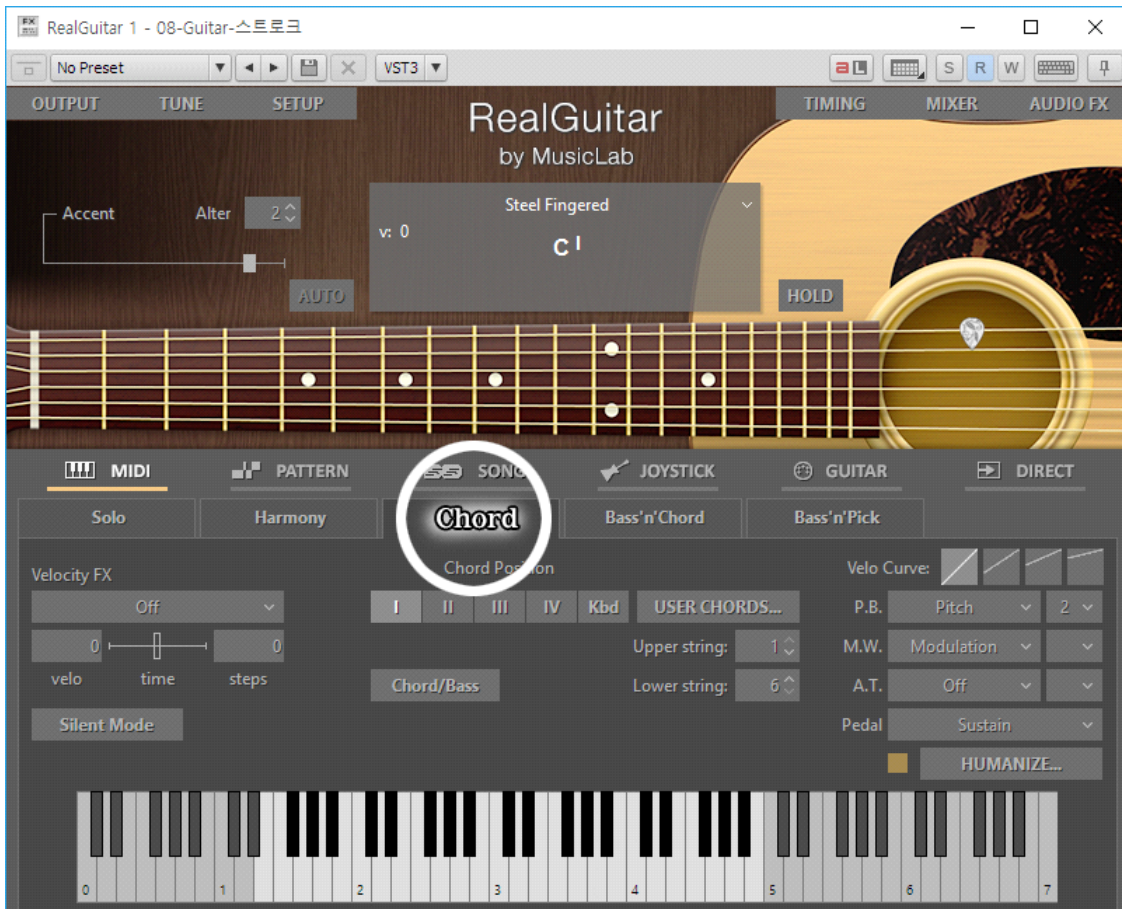 RealGuitar 1 - 08-Guitar-스트로크
No Preset VST3 S R W
OUTPUT TUNE SETUP
RealGuitar
by MusicLab
TIMING MIXER AUDIO FX
Accent Alter 2
Steel Fingered
v: 0
C I
AUTO
HOLD
MIDI PATTERN SONG JOYSTICK GUITAR DIRECT
Solo Harmony Chord Bass'n'Chord Bass'n'Pick
Velocity FX Chord Position Velo Curve:
Off I II III IV Kbd USER CHORDS... P.B. Pitch 2
0 0 Upper string: 1 M.W. Modulation
velo time steps Chord/Bass Lower string: 6 A.T. Off
Silent Mode Pedal Sustain
HUMANIZE...
0 1 2 3 4 5 6 7